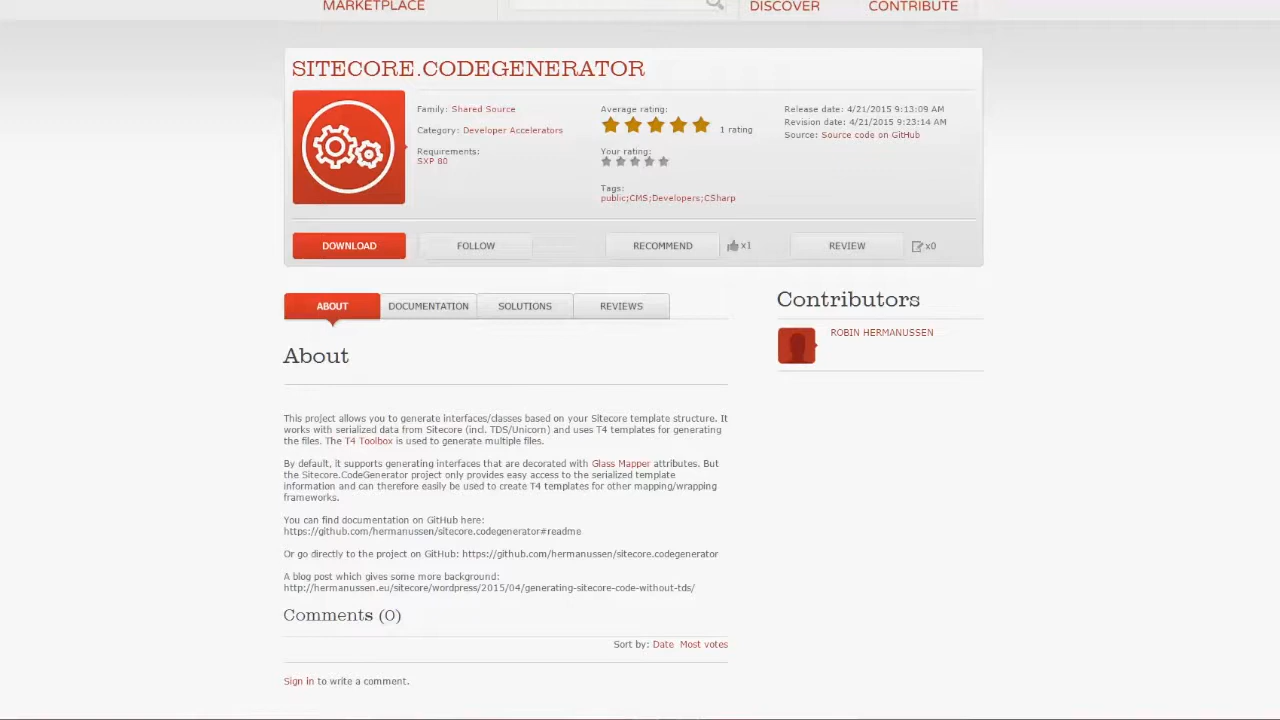 MARKETPLACE
DISCOVER
CONTRIBUTE
SITECORE.CODEGENERATOR
Family: Shared Source
Category: Developer Accelerators
Requirements:
SXP 80
Average rating:
1 rating
Your rating:
Tags:
public;CMS;Developers;CSharp
Release date: 4/21/2015 9:13:09 AM
Revision date: 4/21/2015 9:23:14 AM
Source: Source code on GitHub
DOWNLOAD
FOLLOW
RECOMMEND
x1
REVIEW
x0
ABOUT
DOCUMENTATION
SOLUTIONS
REVIEWS
About
This project allows you to generate interfaces/classes based on your Sitecore template structure. It
works with serialized data from Sitecore (incl. TDS/Unicorn) and uses T4 templates for generating
the files. The T4 Toolbox is used to generate multiple files.
By default, it supports generating interfaces that are decorated with Glass Mapper attributes. But
the Sitecore.CodeGenerator project only provides easy access to the serialized template
information and can therefore easily be used to create T4 templates for other mapping/wrapping
frameworks.
You can find documentation on GitHub here:
https://github.com/hermanussen/sitecore.codegenerator#readme
Or go directly to the project on GitHub: https://github.com/hermanussen/sitecore.codegenerator
A blog post which gives some more background:
http://hermanussen.eu/sitecore/wordpress/2015/04/generating-sitecore-code-without-tds/
Comments (0)
Sort by: Date Most votes
Sign in to write a comment.
Contributors
ROBIN HERMANUSSEN